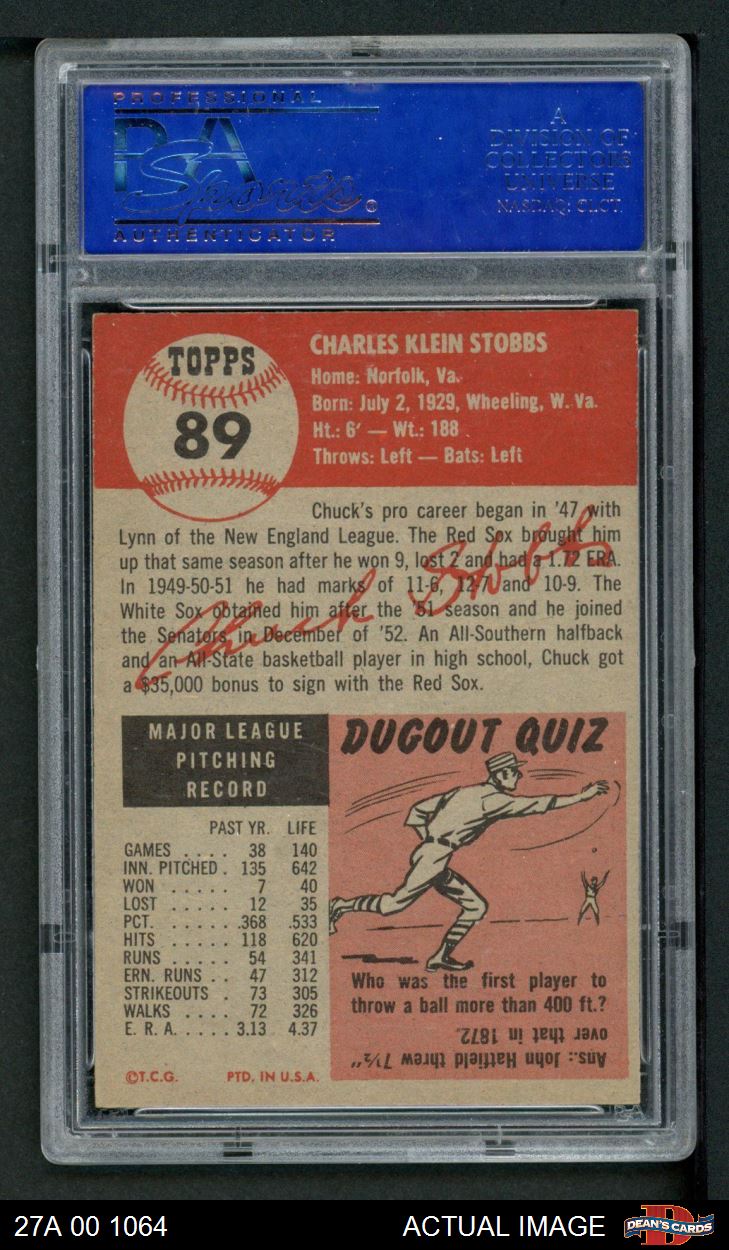 PROFESSIONAL
PSA
Sports ®
AUTHENTICATOR
A
DIVISION OF
COLLECTORS
UNIVERSE
NASDAQ: CLCT
TOPPS
89
CHARLES KLEIN STOBBS
Home: Norfolk, Va.
Born: July 2, 1929, Wheeling, W. Va.
Ht.: 6' — Wt.: 188
Throws: Left — Bats: Left
Chuck's pro career began in '47 with
Lynn of the New England League. The Red Sox brought him
up that same season after he won 9, lost 2 and had a 1.72 ERA.
In 1949-50-51 he had marks of 11-6, 12-7 and 10-9. The
White Sox obtained him after the '51 season and he joined
the Senators in December of '52. An All-Southern halfback
and an All-State basketball player in high school, Chuck got
a $35,000 bonus to sign with the Red Sox.
Chuck Stobbs
MAJOR LEAGUE
PITCHING
RECORD
PAST YR. LIFE
GAMES .... 38 140
INN. PITCHED . 135 642
WON ..... 7 40
LOST ..... 12 35
PCT. ...... .368 .533
HITS ..... 118 620
RUNS ..... 54 341
ERN. RUNS .. 47 312
STRIKEOUTS . 73 305
WALKS .... 72 326
E. R. A. ..... 3.13 4.37
©T.C.G. PTD. IN U.S.A.
DUGOUT QUIZ
Who was the first player to
throw a ball more than 400 ft.?
Ans.: John Hatfield threw 7½"
over that in 1872.
27A 00 1064
ACTUAL IMAGE
D
DEAN'S CARDS